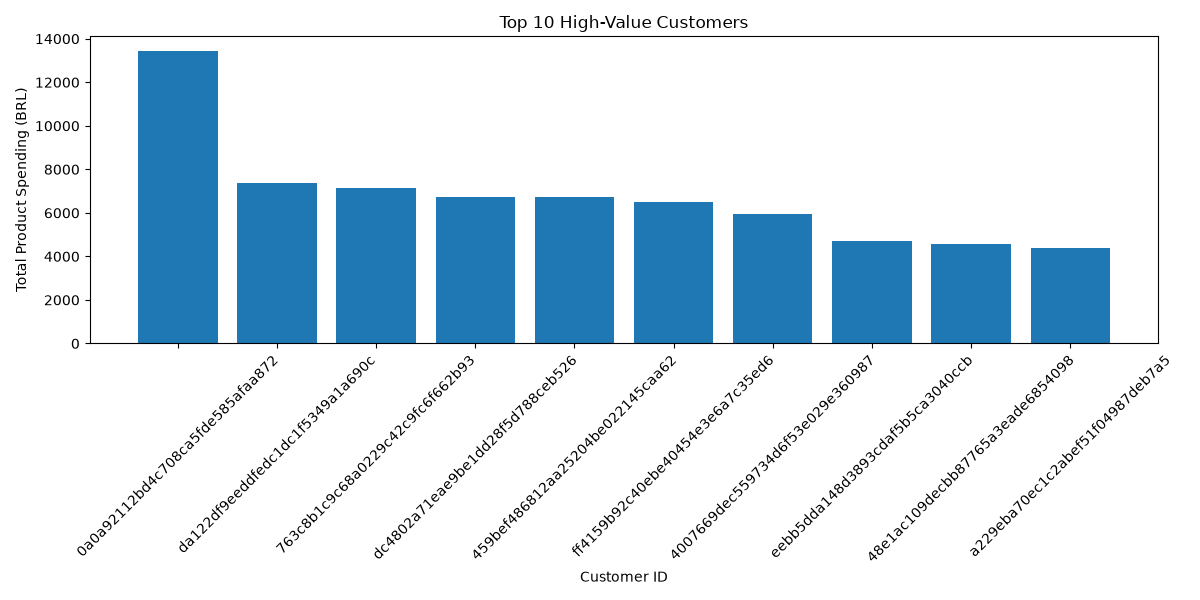 Top 10 High-Value Customers
Total Product Spending (BRL)
14000
12000
10000
8000
6000
4000
2000
0
0a0a92112bd4c708ca5fde585afaa872
da122df9eeddfedc1dc1f5349a1a690c
763c8b1c9c68a0229c42c9fc6f662b93
dc4802a71eae9be1dd28f5d788ceb526
459bef486812aa25204be022145caa62
ff4159b92c40ebe40454e3e6a7c35ed6
4007669dec559734d6f53e029e360987
eebb5dda148d3893cdaf5b5ca3040ccb
48e1ac109decbb87765a3eade6854098
a229eba70ec1c2abef51f04987deb7a5
Customer ID